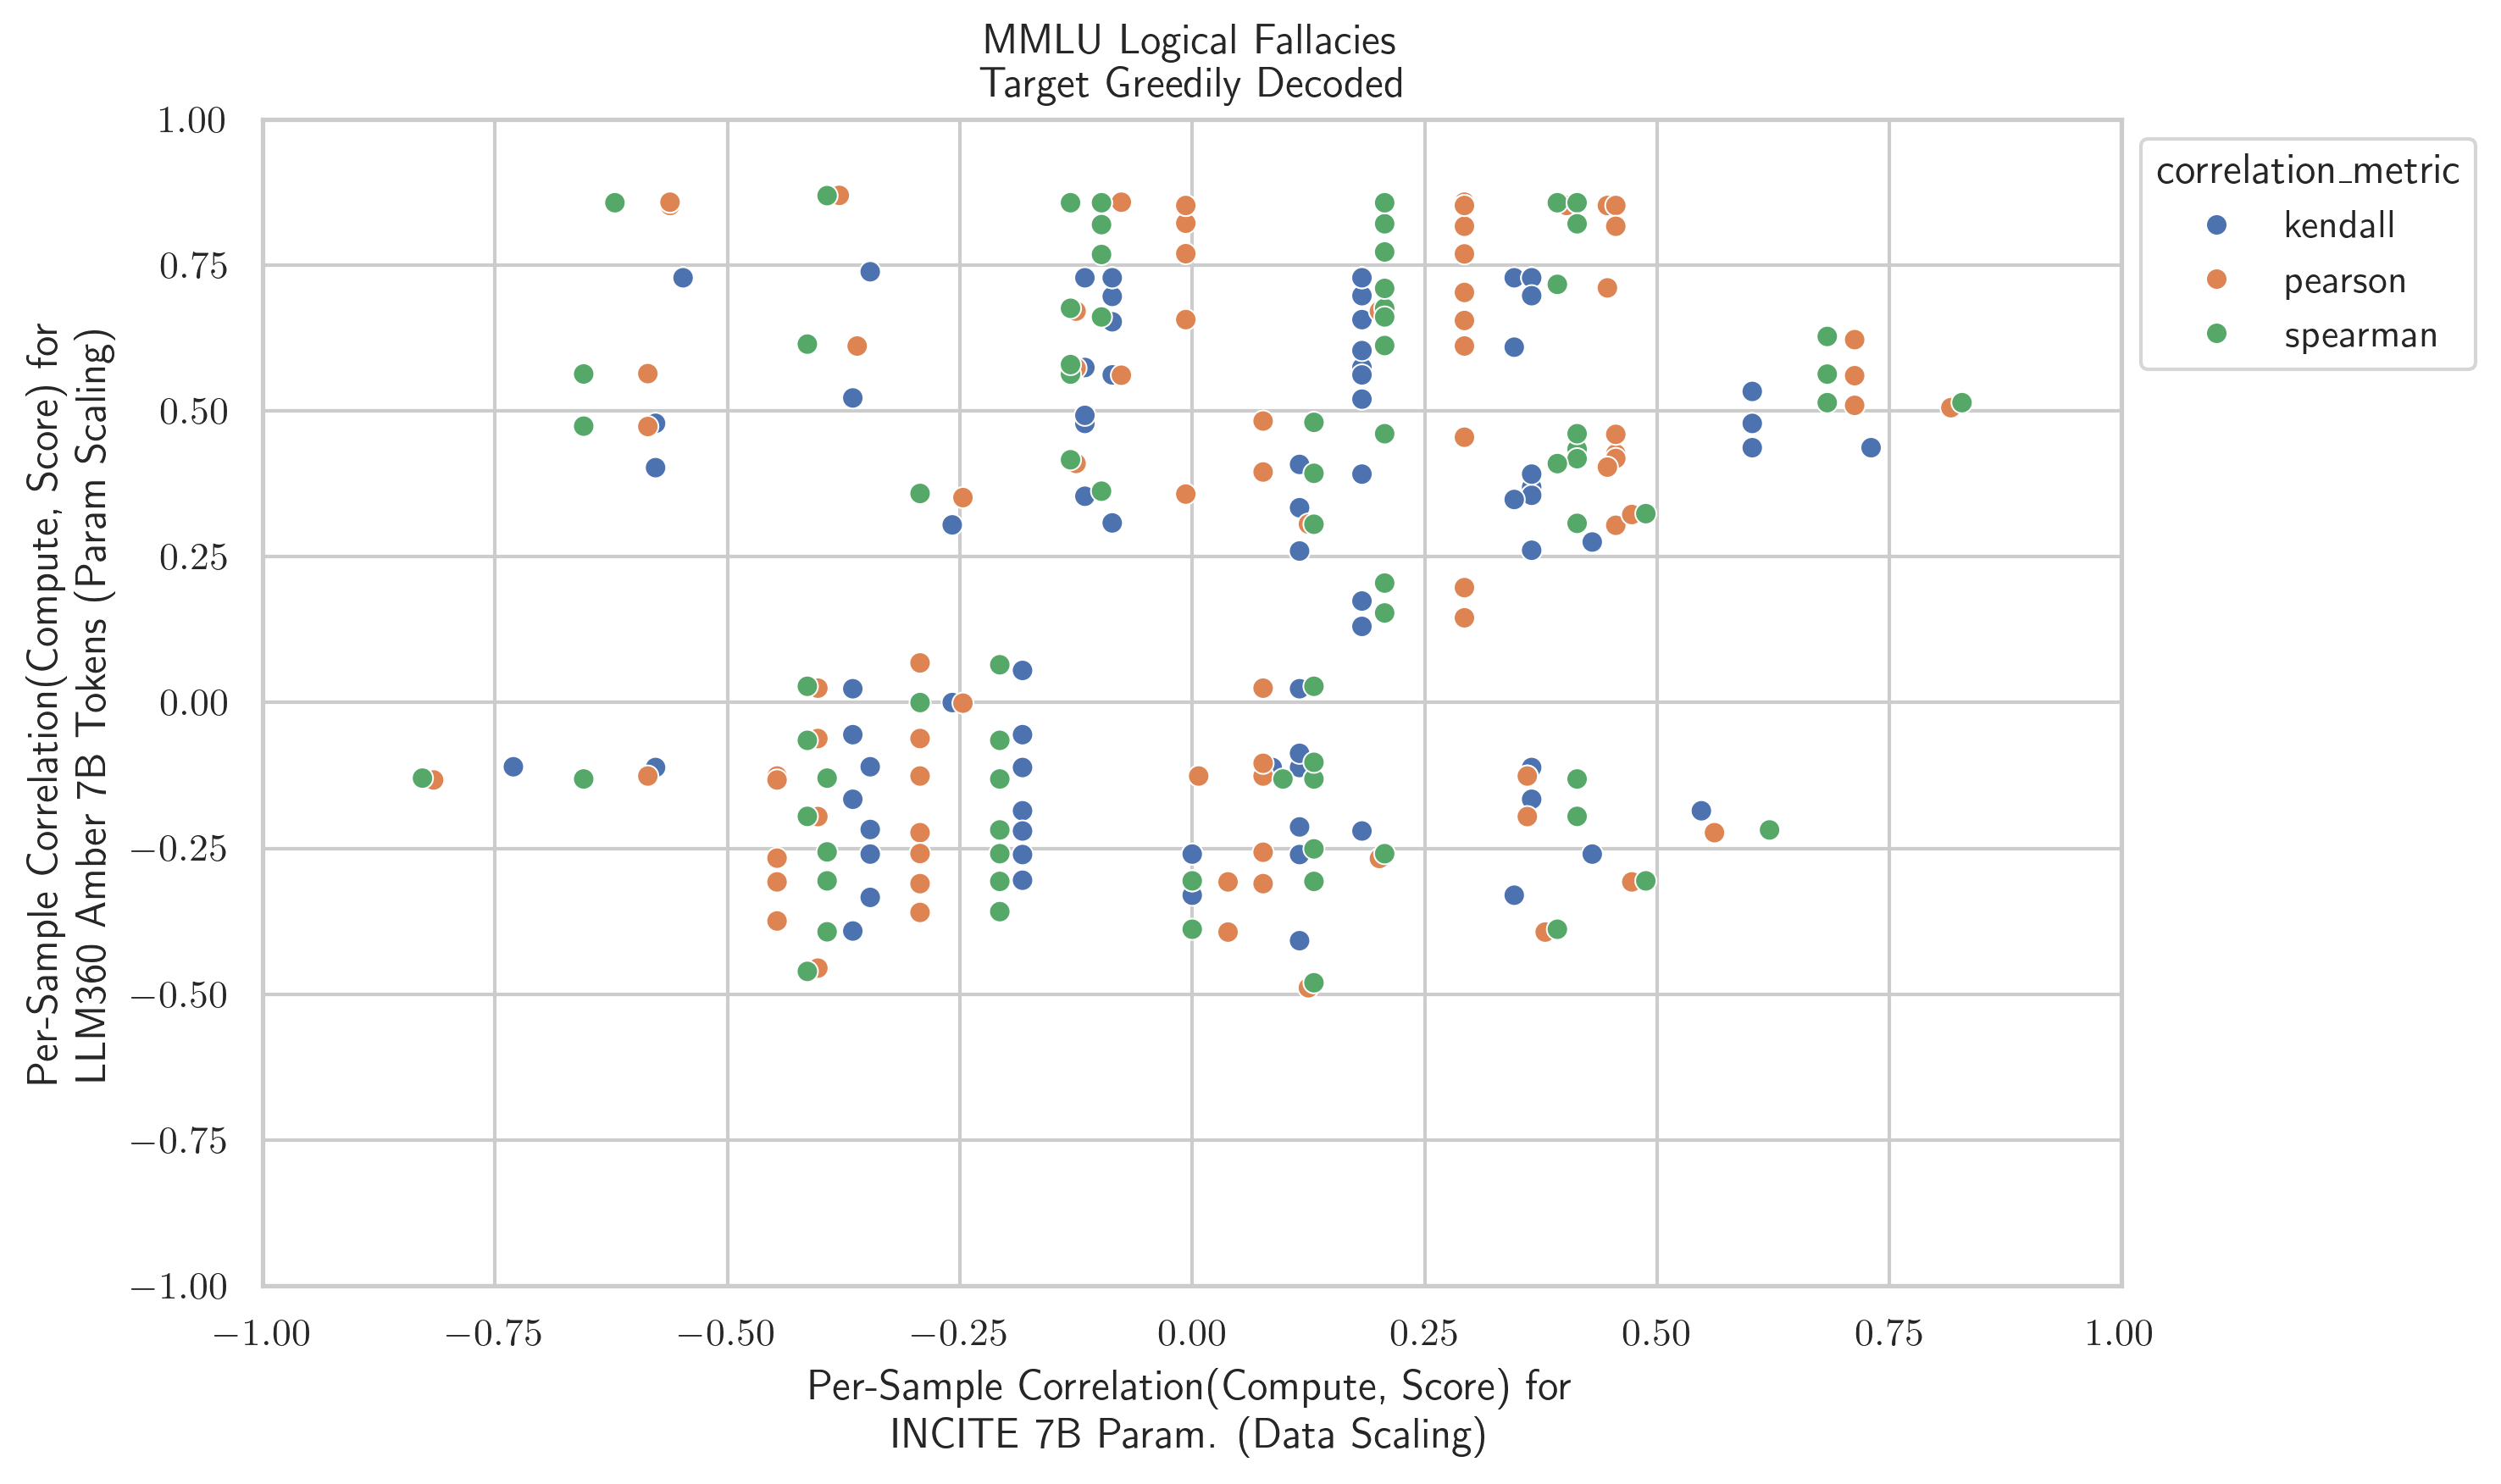 MMLU Logical Fallacies
Target Greedily Decoded
Per-Sample Correlation(Compute, Score) for
LLM360 Amber 7B Tokens (Param Scaling)
1.00
0.75
0.50
0.25
0.00
−0.25
−0.50
−0.75
−1.00
correlation_metric
kendall
pearson
spearman
−1.00 −0.75 −0.50 −0.25 0.00 0.25 0.50 0.75 1.00
Per-Sample Correlation(Compute, Score) for
INCITE 7B Param. (Data Scaling)